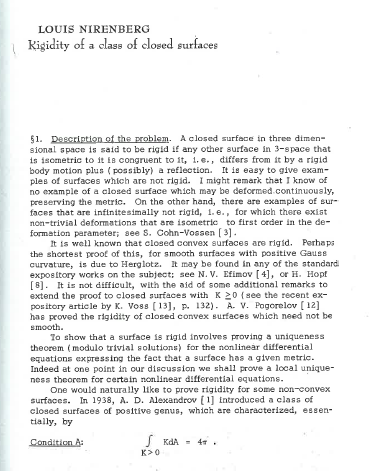 LOUIS NIRENBERG
Rigidity of a class of closed surfaces
§1. Description of the problem. A closed surface in three dimen-
sional space is said to be rigid if any other surface in 3-space that
is isometric to it is congruent to it, i.e., differs from it by a rigid
body motion plus (possibly) a reflection. It is easy to give exam-
ples of surfaces which are not rigid. I might remark that I know of
no example of a closed surface which may be deformed continuously,
preserving the metric. On the other hand, there are examples of sur-
faces that are infinitesimally not rigid, i.e., for which there exist
non-trivial deformations that are isometric to first order in the de-
formation parameter; see S. Cohn-Vossen [3].
It is well known that closed convex surfaces are rigid. Perhaps
the shortest proof of this, for smooth surfaces with positive Gauss
curvature, is due to Herglotz. It may be found in any of the standard
expository works on the subject; see N.V. Efimov [4], or H. Hopf
[8]. It is not difficult, with the aid of some additional remarks to
extend the proof to closed surfaces with K ≥ 0 (see the recent ex-
pository article by K. Voss [13], p. 132). K. V. Pogorelov [12]
has proved the rigidity of closed convex surfaces which need not be
smooth.
To show that a surface is rigid involves proving a uniqueness
theorem (modulo trivial solutions) for the nonlinear differential
equations expressing the fact that a surface has a given metric.
Indeed at one point in our discussion we shall prove a local unique-
ness theorem for certain nonlinear differential equations.
One would naturally like to prove rigidity for some non-convex
surfaces. In 1938, A. D. Alexandrov [1] introduced a class of
closed surfaces of positive genus, which are characterized, essen-
tially, by
Condition A: ∫ KdA = 4π .
K>0